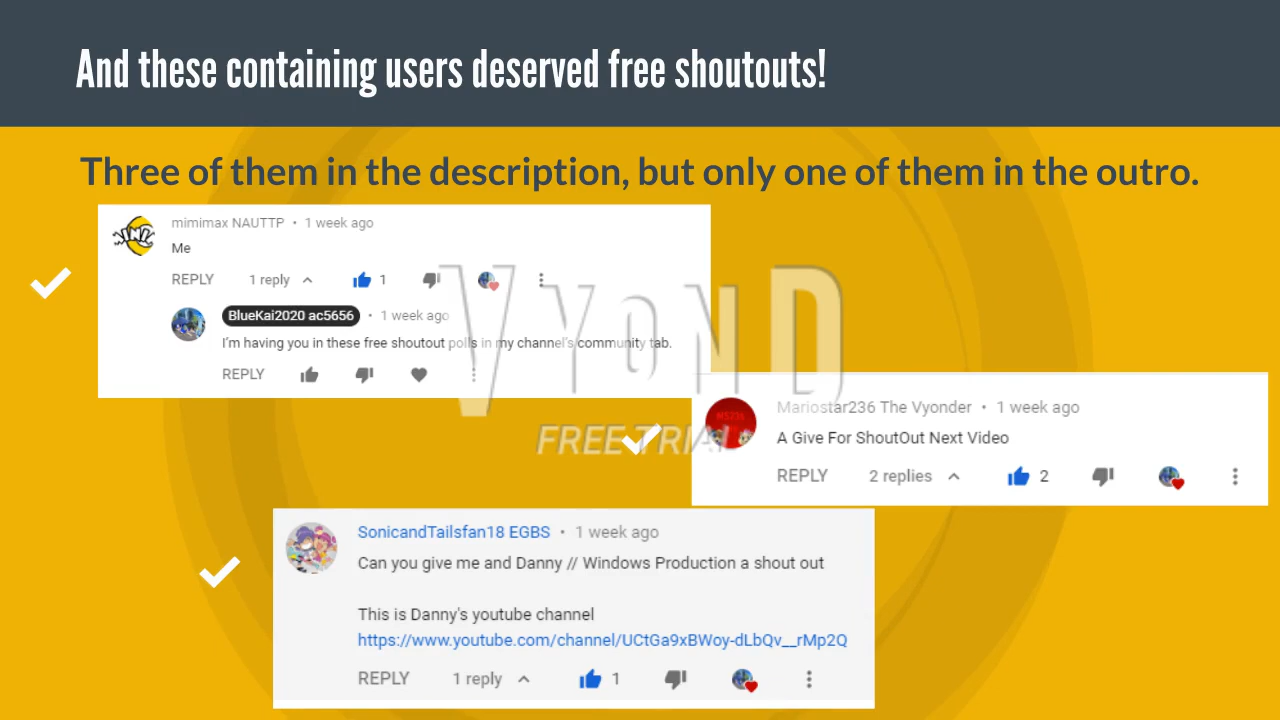 And these containing users deserved free shoutouts!
Three of them in the description, but only one of them in the outro.
mimimax NAUTTP • 1 week ago
Me
REPLY 1 reply 1
BlueKai2020 ac5656 • 1 week ago
I'm having you in these free shoutout polls in my channel's community tab.
REPLY
VYOND
FREE TRIAL
Mariostar236 The Vyonder • 1 week ago
A Give For ShoutOut Next Video
REPLY 2 replies 2
SonicandTailsfan18 EGBS • 1 week ago
Can you give me and Danny // Windows Production a shout out
This is Danny's youtube channel
https://www.youtube.com/channel/UCtGa9xBWoy-dLbQv__rMp2Q
REPLY 1 reply 1